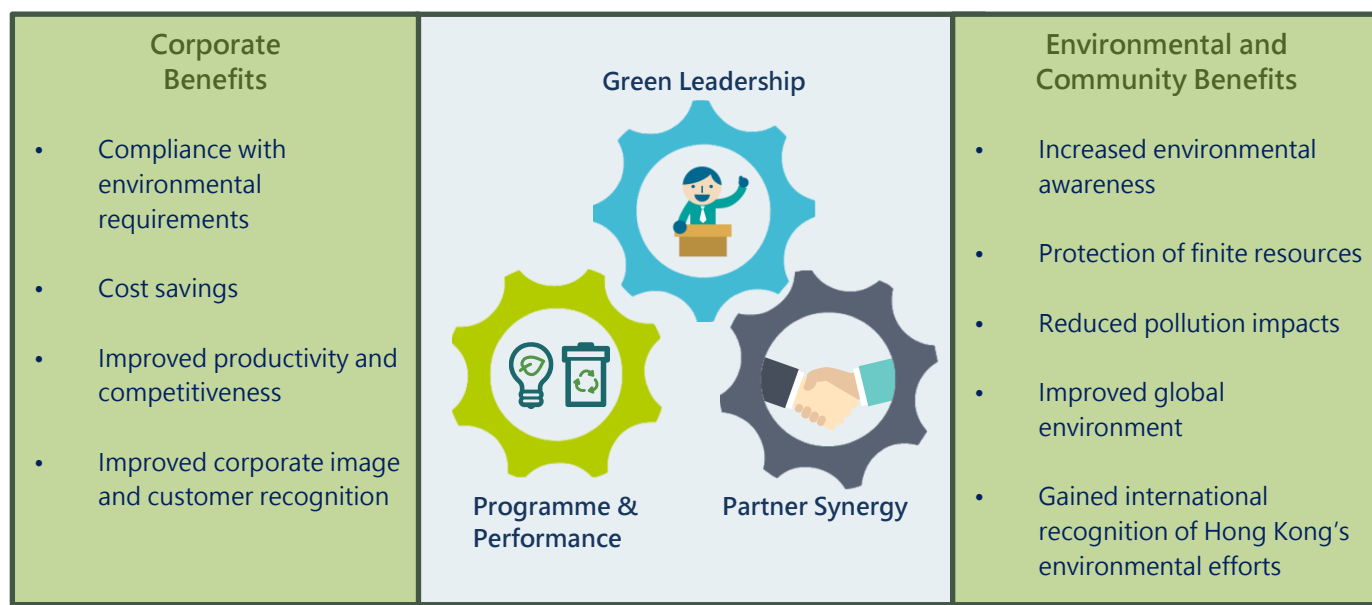 Corporate
Benefits
• Compliance with
environmental
requirements
• Cost savings
• Improved productivity and
competitiveness
• Improved corporate image
and customer recognition
Green Leadership
Programme &
Performance
Partner Synergy
Environmental and
Community Benefits
• Increased environmental
awareness
• Protection of finite resources
• Reduced pollution impacts
• Improved global
environment
• Gained international
recognition of Hong Kong’s
environmental efforts